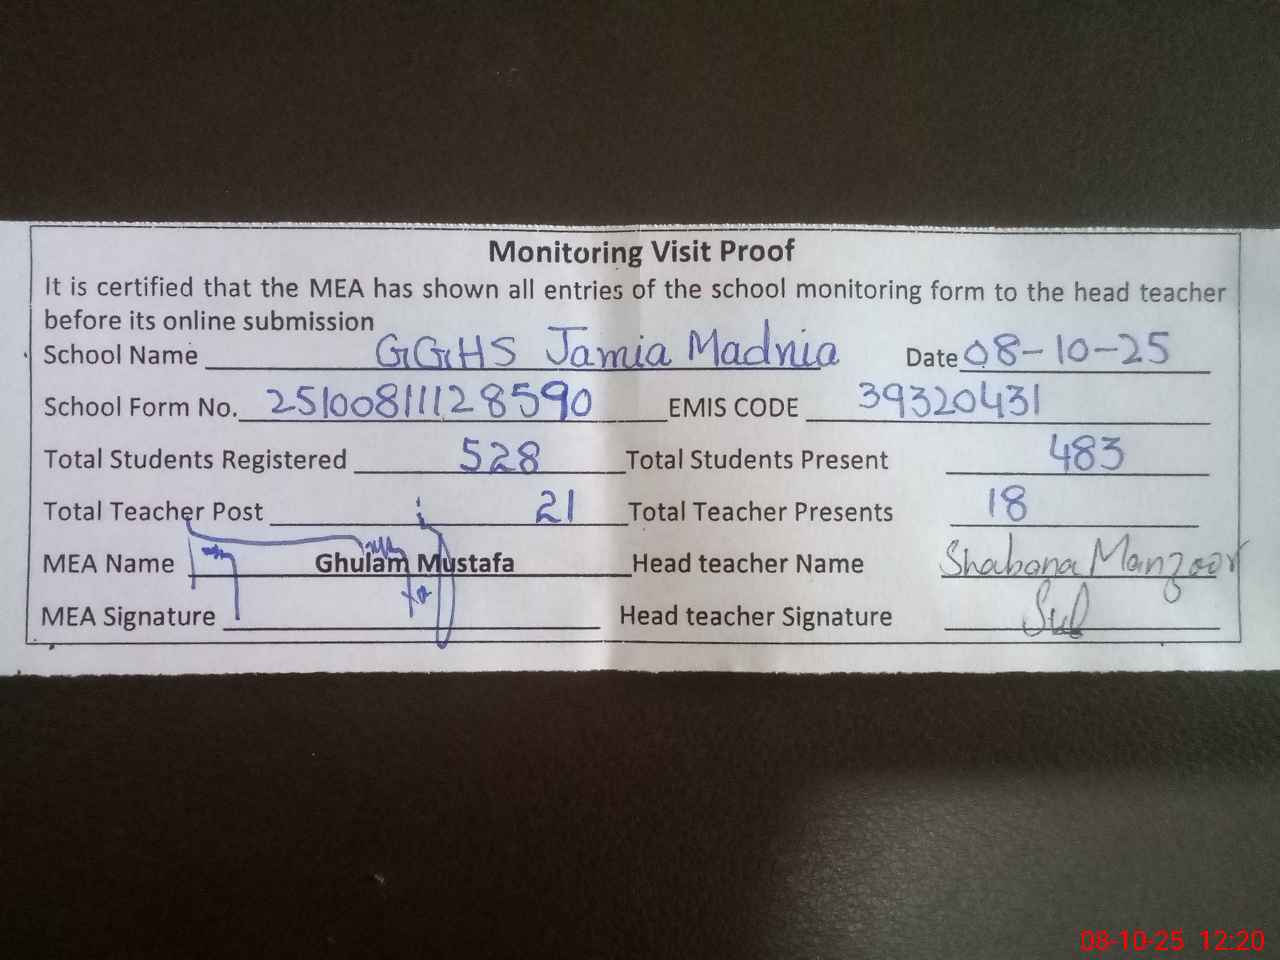 Monitoring Visit Proof
It is certified that the MEA has shown all entries of the school monitoring form to the head teacher
before its online submission
School Name GGHS Jamia Madnia Date 08-10-25
School Form No. 2510081112859​0 EMIS CODE 39320431
Total Students Registered 528 Total Students Present 483
Total Teacher Post 21 Total Teacher Presents 18
MEA Name Ghulam Mustafa Head teacher Name Shabana Manzoor
MEA Signature Head teacher Signature
08-10-25 12:20